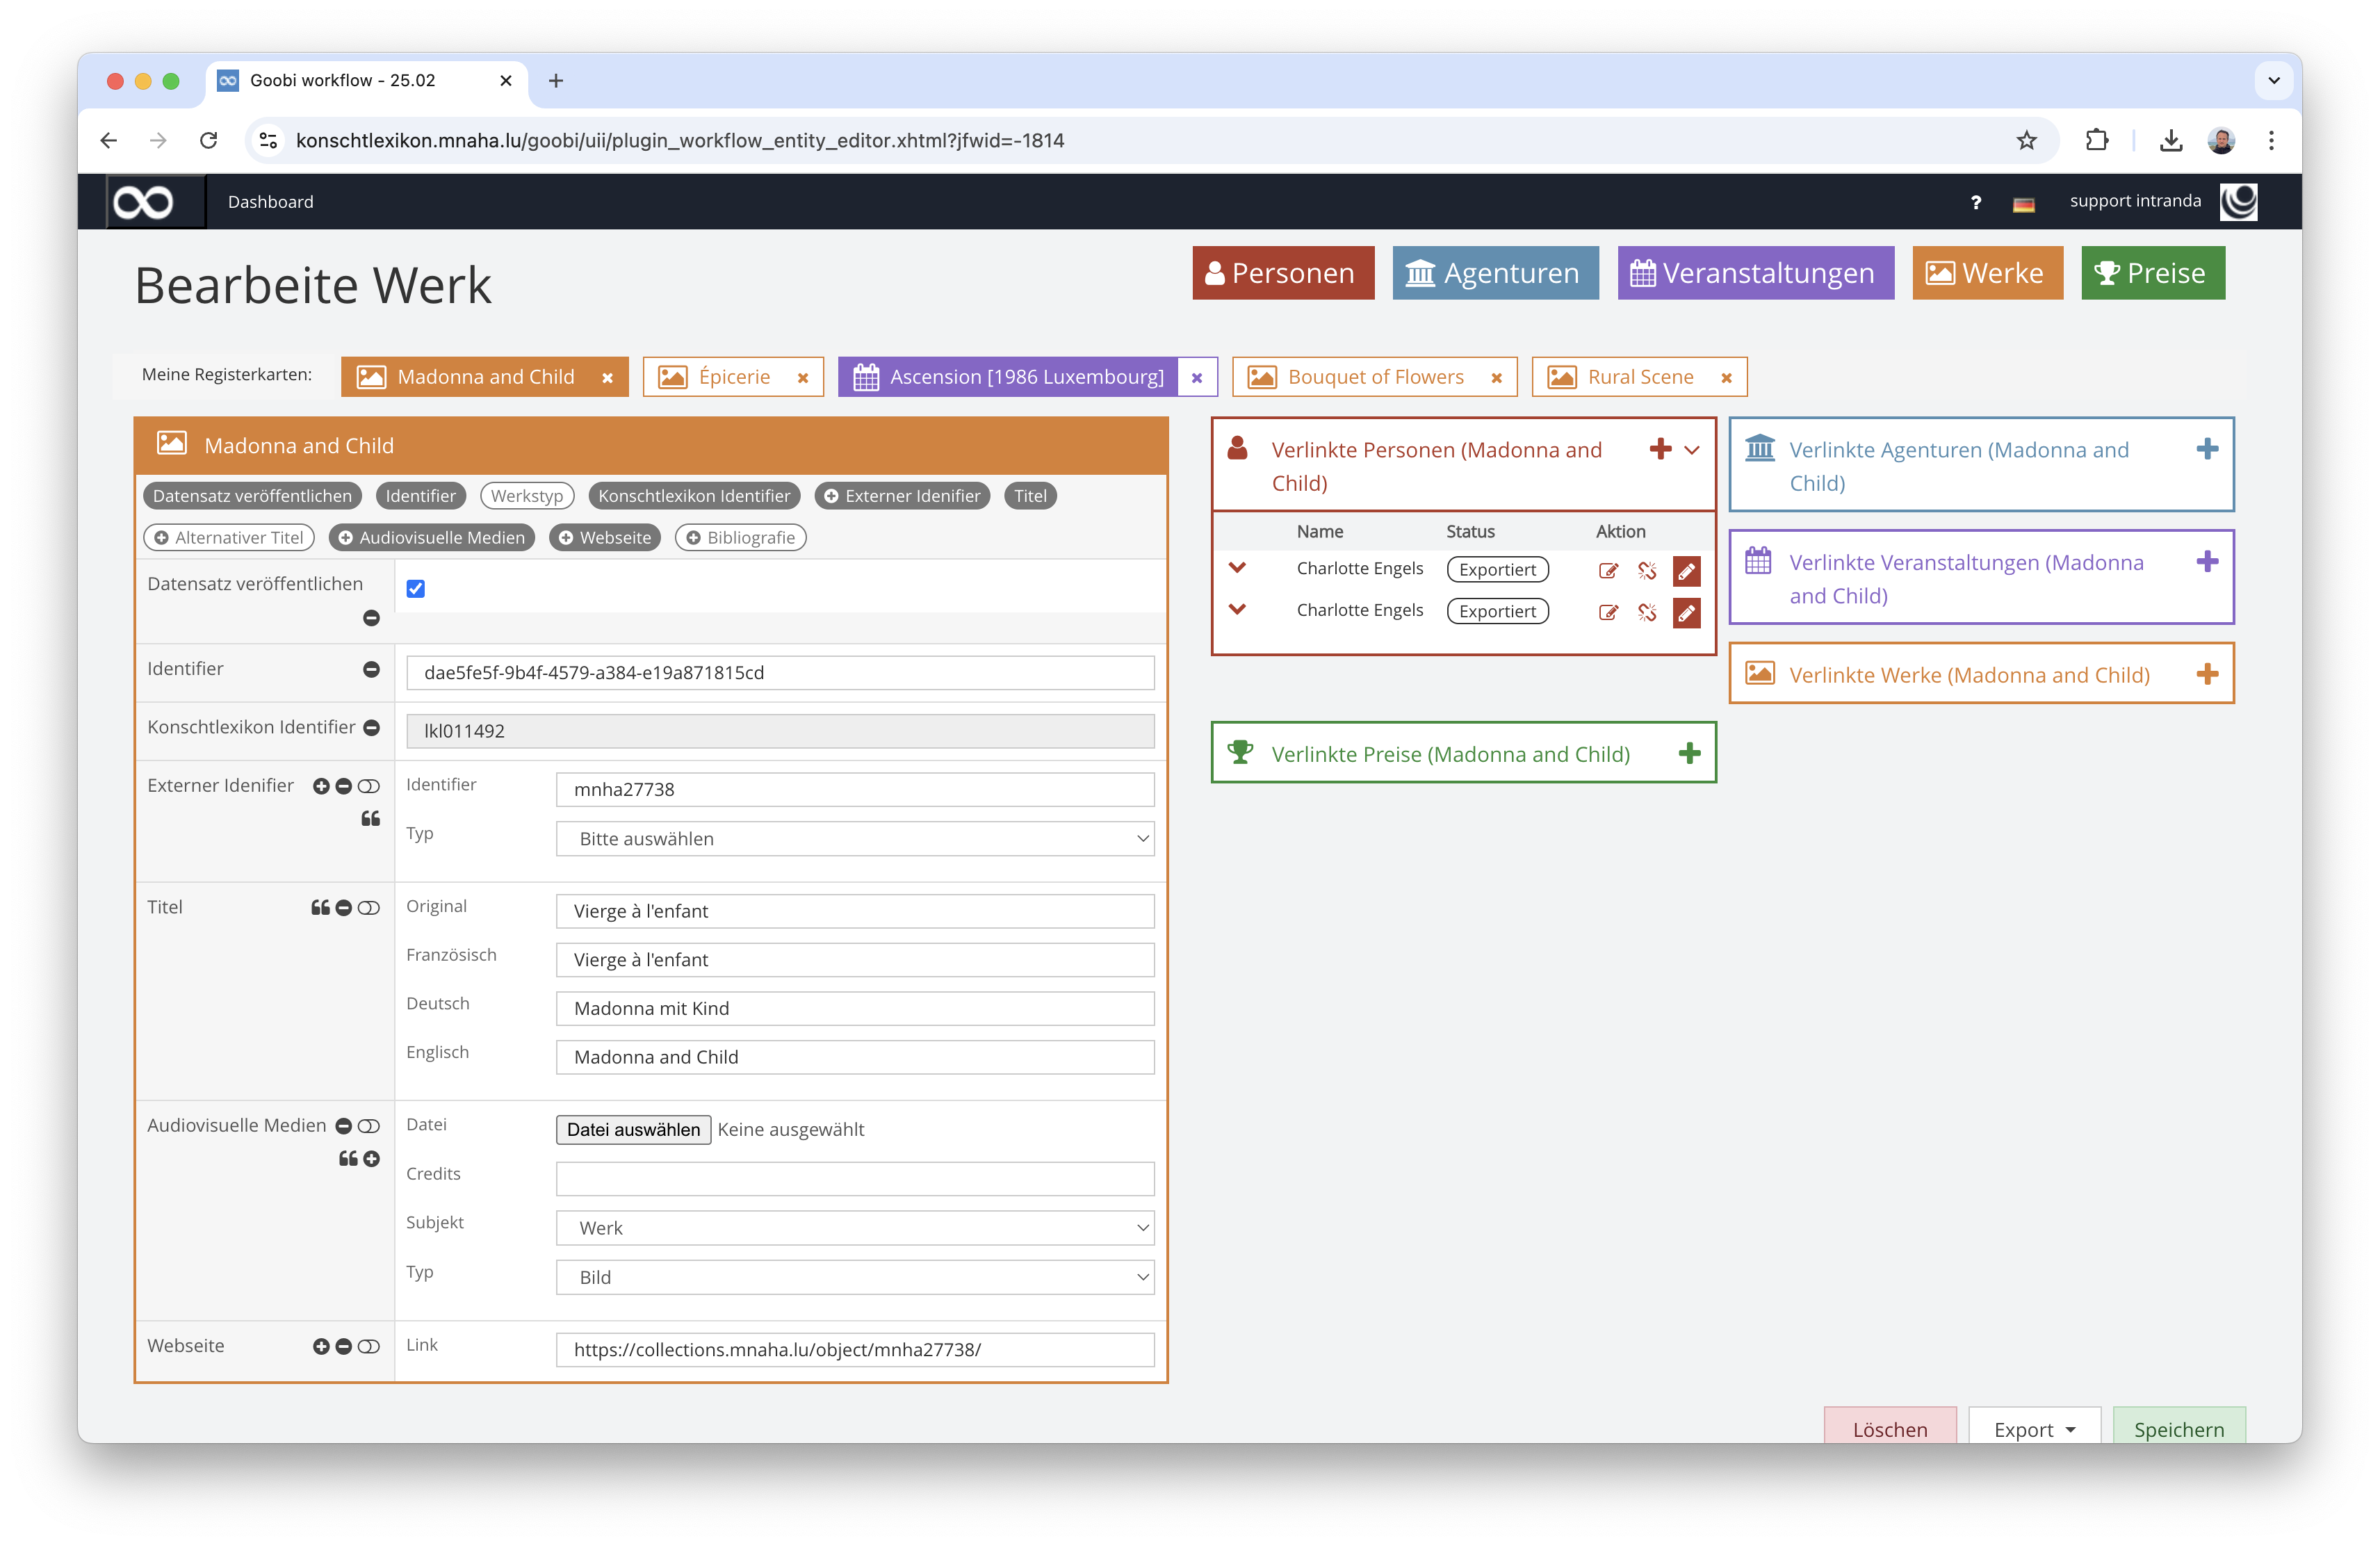 Goobi workflow - 25.02
konschtlexikon.mnaha.lu/goobi/uii/plugin_workflow_entity_editor.xhtml?jfwid=-1814
Dashboard
? support intranda
Bearbeite Werk
Personen Agenturen Veranstaltungen Werke Preise
Meine Registerkarten: Madonna and Child Épicerie Ascension [1986 Luxembourg] Bouquet of Flowers Rural Scene
Madonna and Child
Datensatz veröffentlichen Identifier Werkstyp Konschtlexikon Identifier Externer Idenifier Titel
Alternativer Titel Audiovisuelle Medien Webseite Bibliografie
Datensatz veröffentlichen
Identifier dae5fe5f-9b4f-4579-a384-e19a871815cd
Konschtlexikon Identifier lkl011492
Externer Idenifier Identifier mnha27738
Typ Bitte auswählen
Titel Original Vierge à l'enfant
Französisch Vierge à l'enfant
Deutsch Madonna mit Kind
Englisch Madonna and Child
Audiovisuelle Medien Datei Datei auswählen Keine ausgewählt
Credits
Subjekt Werk
Typ Bild
Webseite Link https://collections.mnaha.lu/object/mnha27738/
Verlinkte Personen (Madonna and
Child)
Name Status Aktion
Charlotte Engels Exportiert
Charlotte Engels Exportiert
Verlinkte Agenturen (Madonna and
Child)
Verlinkte Veranstaltungen (Madonna
and Child)
Verlinkte Werke (Madonna and Child)
Verlinkte Preise (Madonna and Child)
Löschen Export Speichern